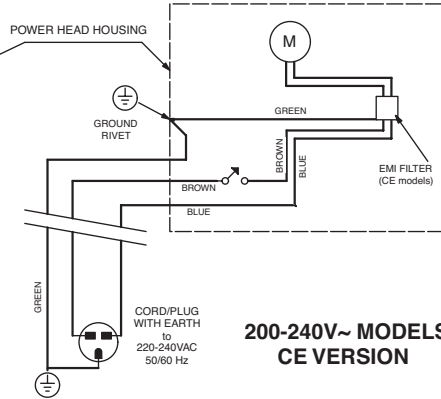 POWER HEAD HOUSING
M
GREEN
GROUND
RIVET
BROWN
BLUE
EMI FILTER
(CE models)
BROWN
BLUE
GREEN
CORD/PLUG
WITH EARTH
to
220-240VAC
50/60 Hz
200-240V~ MODELS
CE VERSION